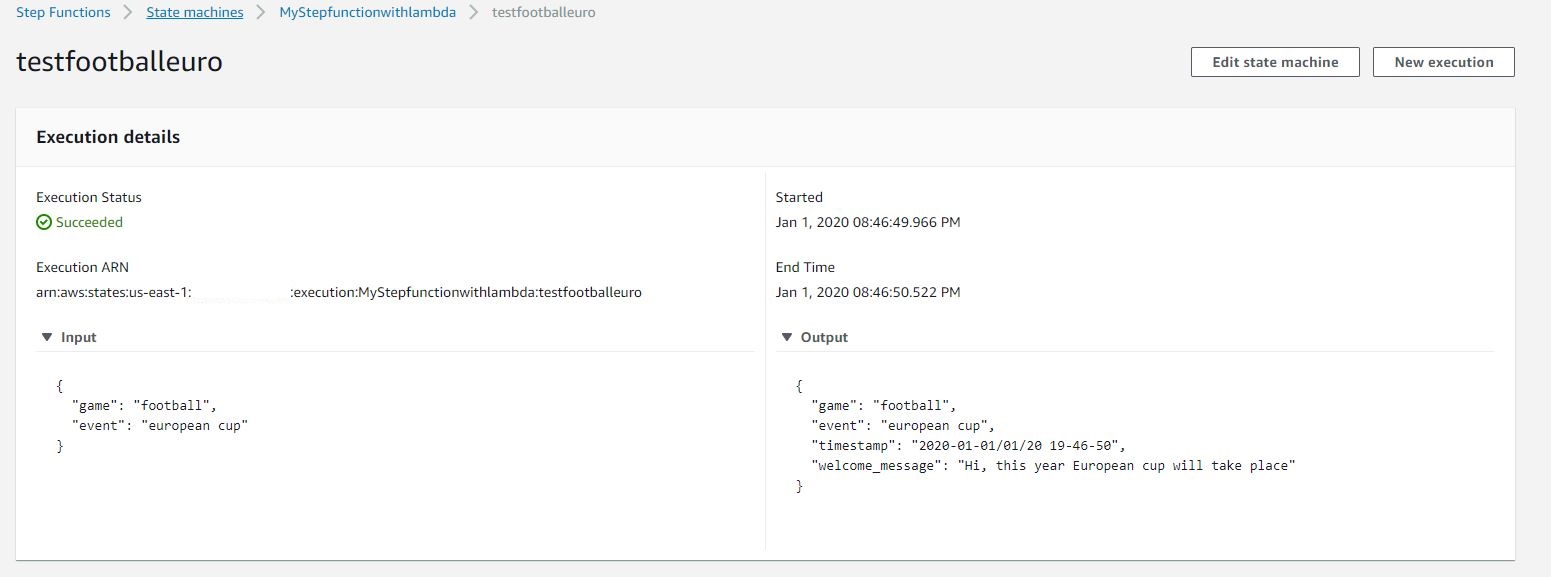 Step Functions > State machines > MyStepfunctionwithlambda > testfootballeuro
testfootballeuro
Edit state machine
New execution
Execution details
Execution Status
Succeeded
Execution ARN
arn:aws:states:us-east-1: :execution:MyStepfunctionwithlambda:testfootballeuro
Started
Jan 1, 2020 08:46:49.966 PM
End Time
Jan 1, 2020 08:46:50.522 PM
Input
{
"game": "football",
"event": "european cup"
}
Output
{
"game": "football",
"event": "european cup",
"timestamp": "2020-01-01/01/20 19-46-50",
"welcome_message": "Hi, this year European cup will take place"
}